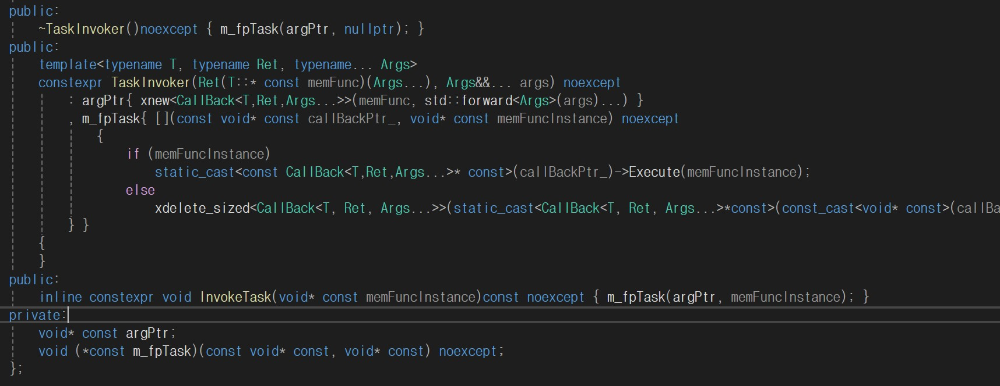 public:
~TaskInvoker()noexcept { m_fpTask(argPtr, nullptr); }
public:
template<typename T, typename Ret, typename... Args>
constexpr TaskInvoker(Ret(T::* const memFunc)(Args...), Args&&... args) noexcept
: argPtr{ xnew<CallBack<T,Ret,Args...>>(memFunc, std::forward<Args>(args)...) }
, m_fpTask{ [](const void* const callBackPtr_, void* const memFuncInstance) noexcept
{
if (memFuncInstance)
static_cast<const CallBack<T,Ret,Args...>* const>(callBackPtr_)->Execute(memFuncInstance);
else
xdelete_sized<CallBack<T, Ret, Args...>>(static_cast<CallBack<T, Ret, Args...>*const>(const_cast<void* const>(callBa
} }
{
}
public:
inline constexpr void InvokeTask(void* const memFuncInstance)const noexcept { m_fpTask(argPtr, memFuncInstance); }
private:
void* const argPtr;
void (*const m_fpTask)(const void* const, void* const) noexcept;
};